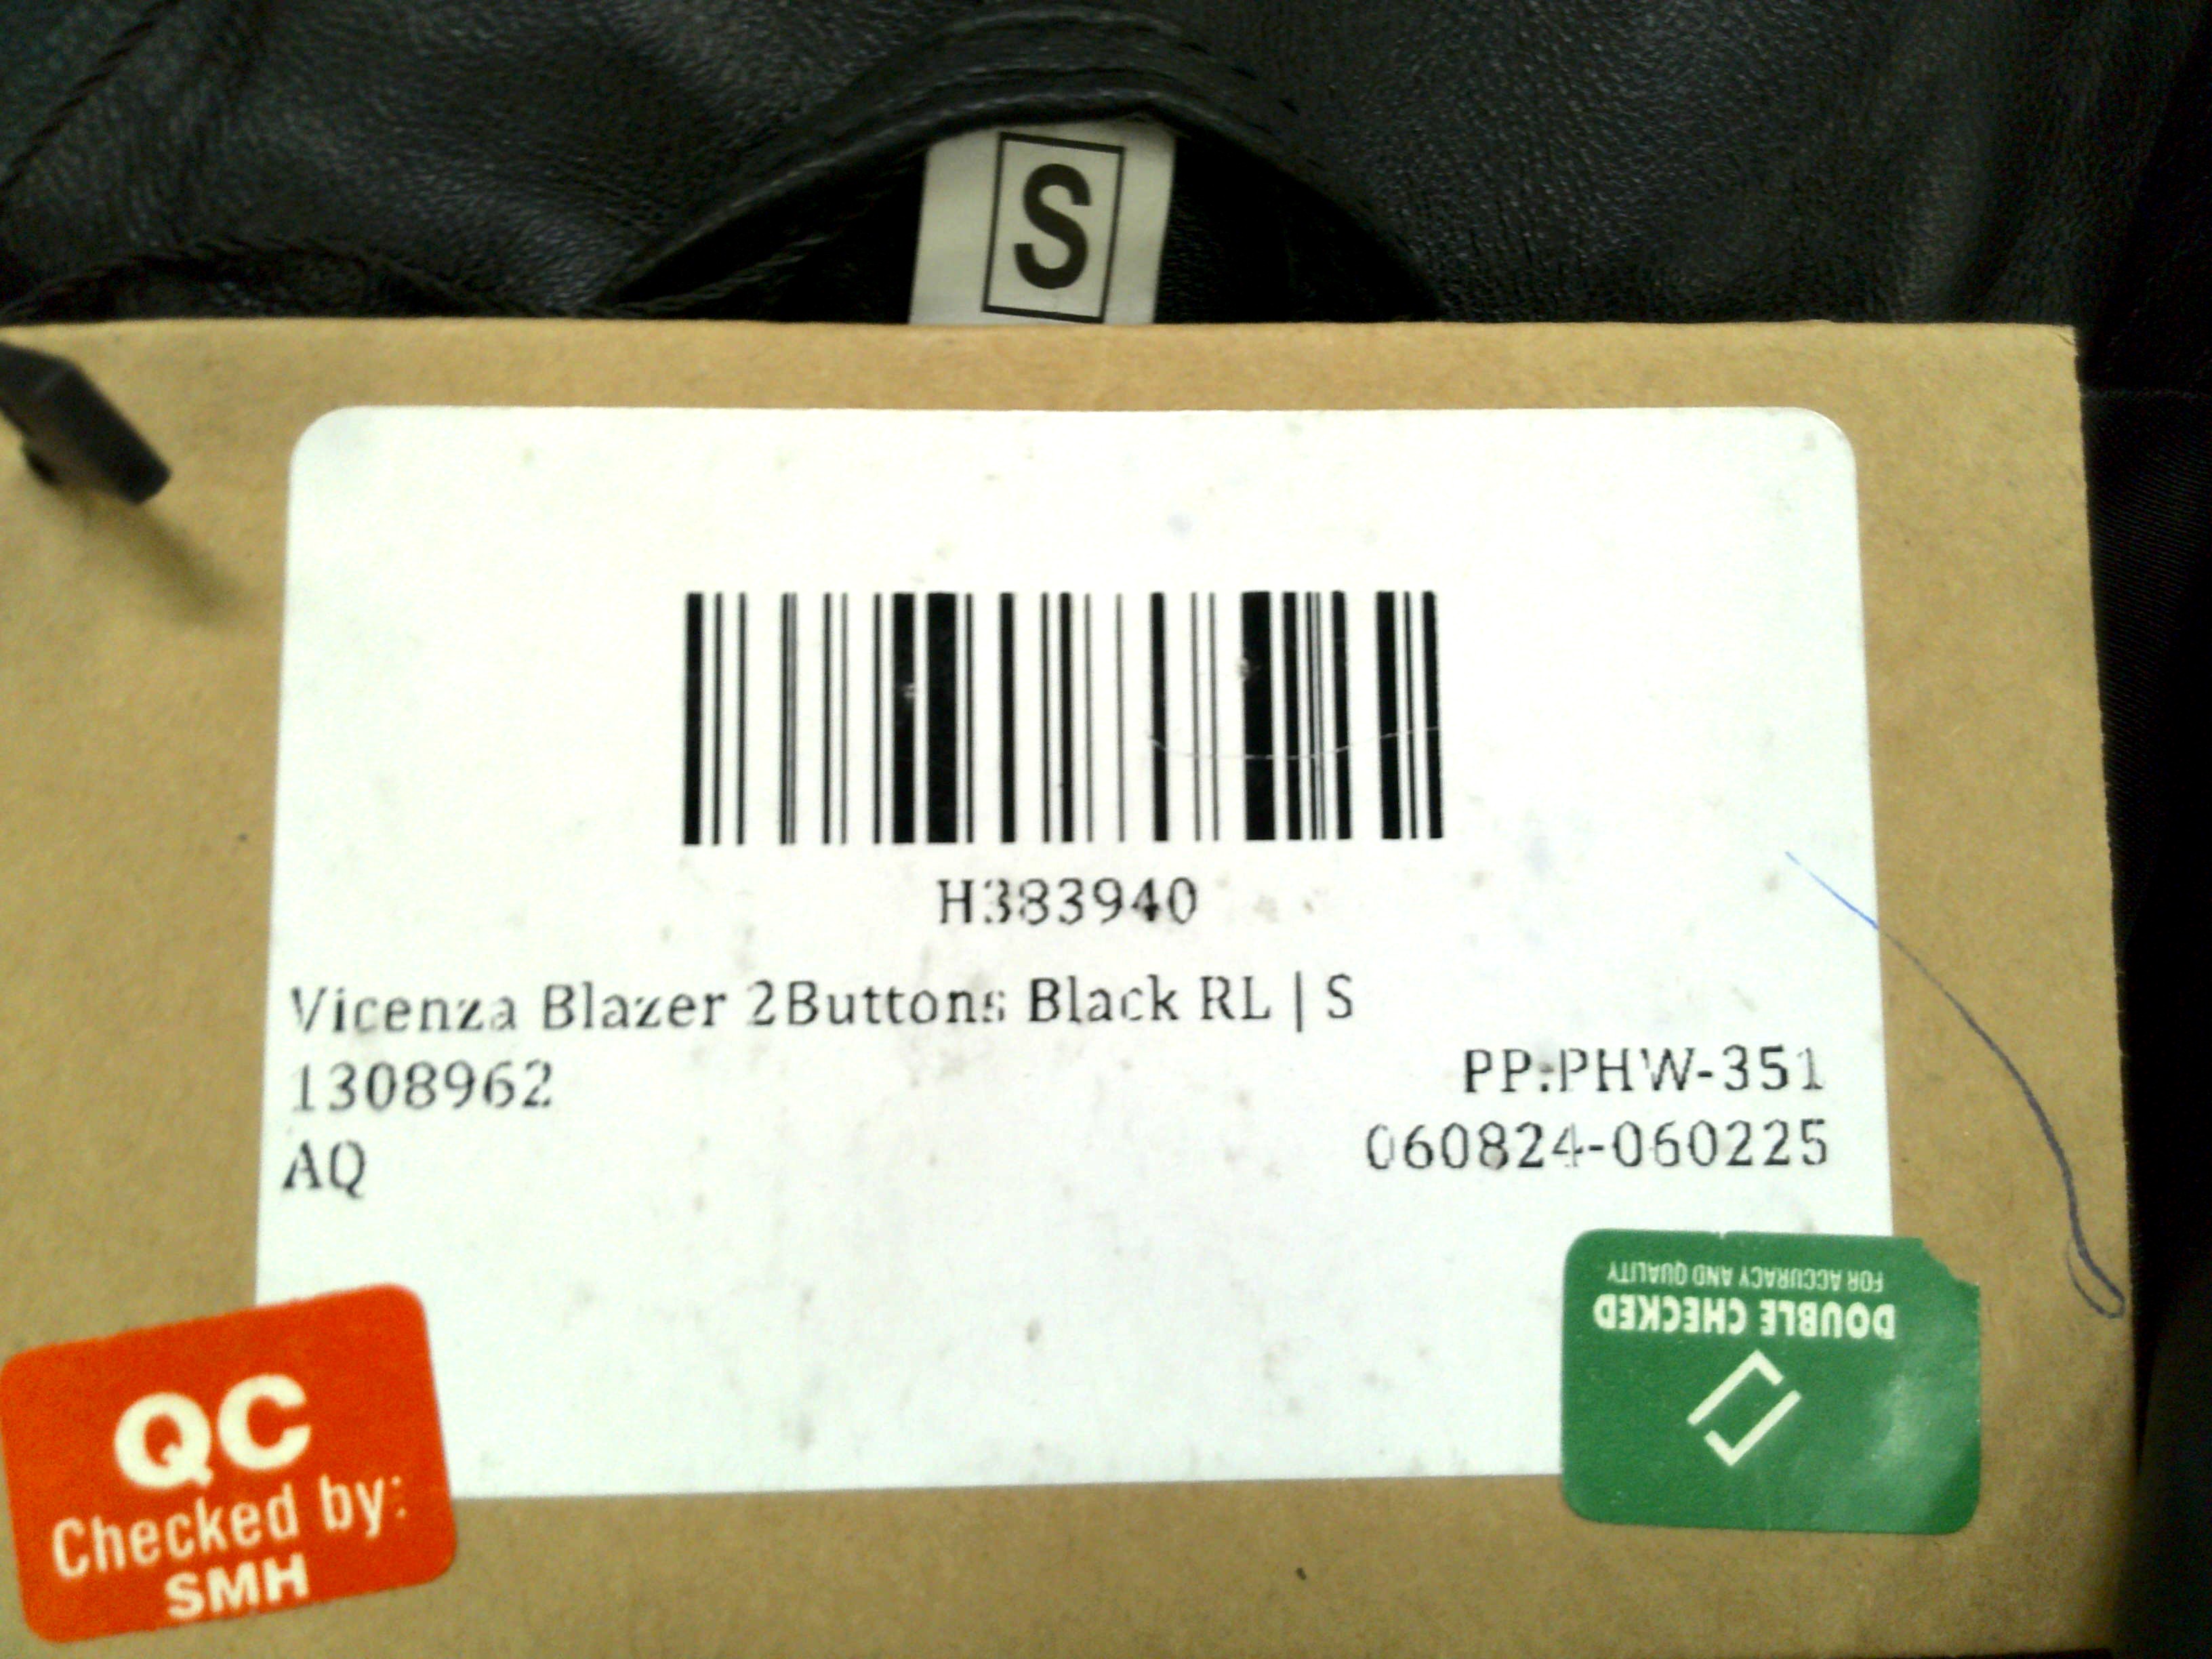 S
H383940
Vicenza Blazer 2Buttons Black RL | S
1308962
PP:PHW-351
AQ
060824-060225
QC
Checked by:
SMH
DOUBLE CHECKED
FOR ACCURACY AND QUALITY